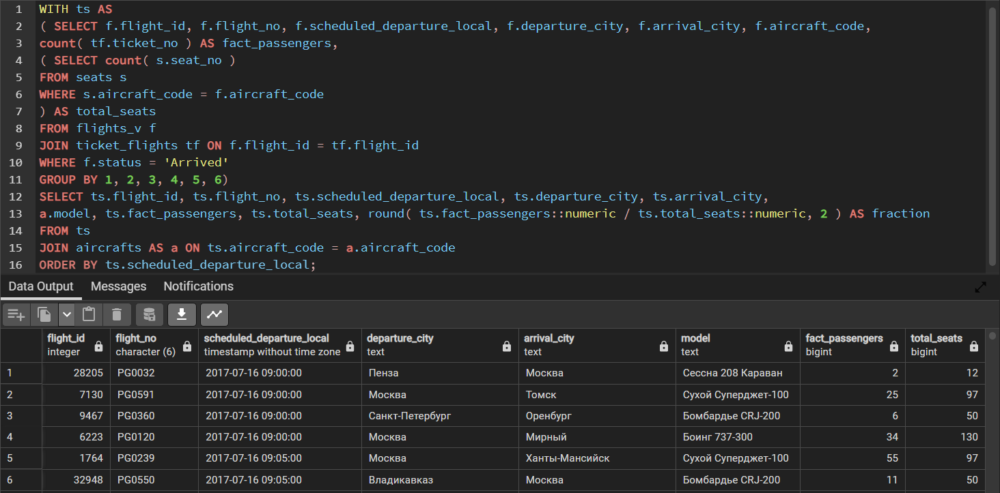 1 WITH ts AS
2 ( SELECT f.flight_id, f.flight_no, f.scheduled_departure_local, f.departure_city, f.arrival_city, f.aircraft_code,
3 count( tf.ticket_no ) AS fact_passengers,
4 ( SELECT count( s.seat_no )
5 FROM seats s
6 WHERE s.aircraft_code = f.aircraft_code
7 ) AS total_seats
8 FROM flights_v f
9 JOIN ticket_flights tf ON f.flight_id = tf.flight_id
10 WHERE f.status = 'Arrived'
11 GROUP BY 1, 2, 3, 4, 5, 6)
12 SELECT ts.flight_id, ts.flight_no, ts.scheduled_departure_local, ts.departure_city, ts.arrival_city,
13 a.model, ts.fact_passengers, ts.total_seats, round( ts.fact_passengers::numeric / ts.total_seats::numeric, 2 ) AS fraction
14 FROM ts
15 JOIN aircrafts AS a ON ts.aircraft_code = a.aircraft_code
16 ORDER BY ts.scheduled_departure_local;
Data Output Messages Notifications
flight_id flight_no scheduled_departure_local departure_city arrival_city model fact_passengers total_seats
integer character (6) timestamp without time zone text text text bigint bigint
1 28205 PG0032 2017-07-16 09:00:00 Пенза Москва Сессна 208 Караван 2 12
2 7130 PG0591 2017-07-16 09:00:00 Москва Томск Сухой Суперджет-100 25 97
3 9467 PG0360 2017-07-16 09:00:00 Санкт-Петербург Оренбург Бомбардье CRJ-200 6 50
4 6223 PG0120 2017-07-16 09:00:00 Москва Мирный Боинг 737-300 34 130
5 1764 PG0239 2017-07-16 09:05:00 Москва Ханты-Мансийск Сухой Суперджет-100 55 97
6 32948 PG0550 2017-07-16 09:05:00 Владикавказ Москва Бомбардье CRJ-200 11 50